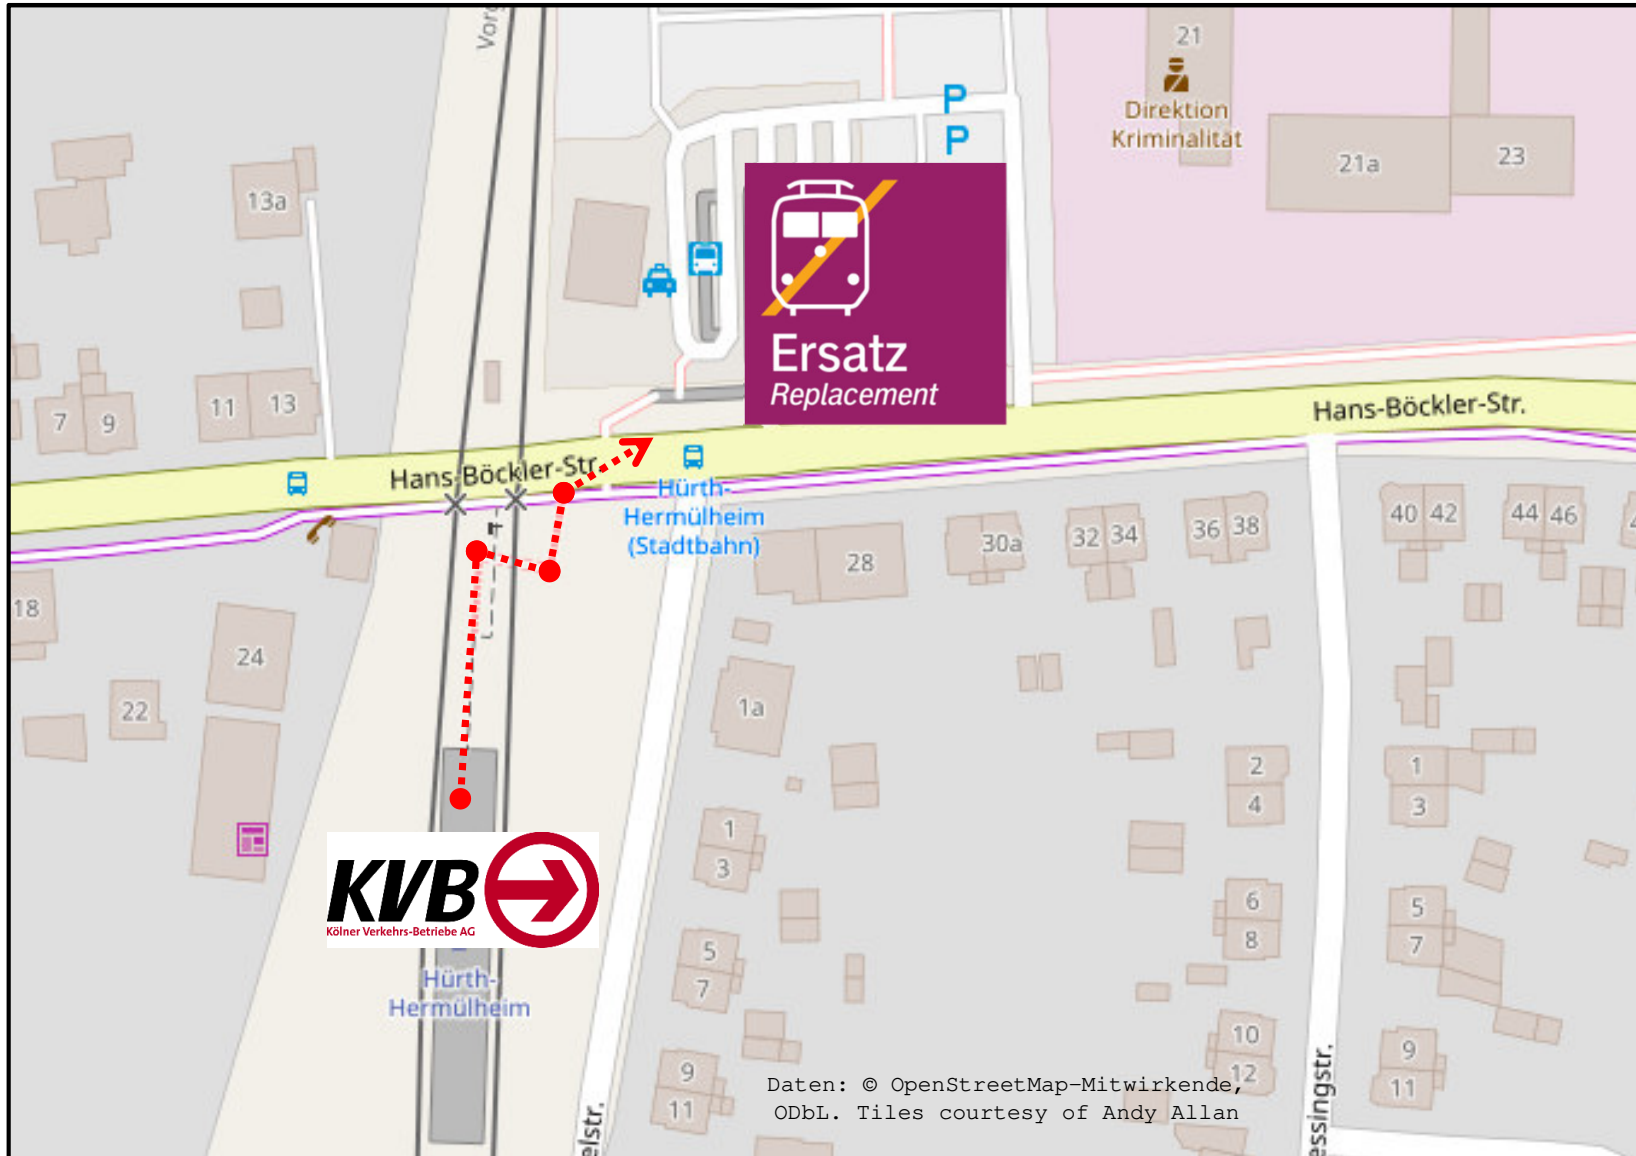 Vorg
21
Direktion
Kriminalität
P
P
21a
23
13a
Ersatz
Replacement
7
9
11
13
Hans-Böckler-Str.
Hans-Böckler-Str.
Hürth-
Hermülheim
(Stadtbahn)
28
30a
32
34
36
38
40
42
44
46
18
24
22
1a
2
4
1
3
1
3
KVB
Kölner Verkehrs-Betriebe AG
6
8
5
7
5
7
Hürth-
Hermülheim
10
12
9
11
9
11
elstr.
essingstr.
Daten: © OpenStreetMap-Mitwirkende,
ODbL. Tiles courtesy of Andy Allan